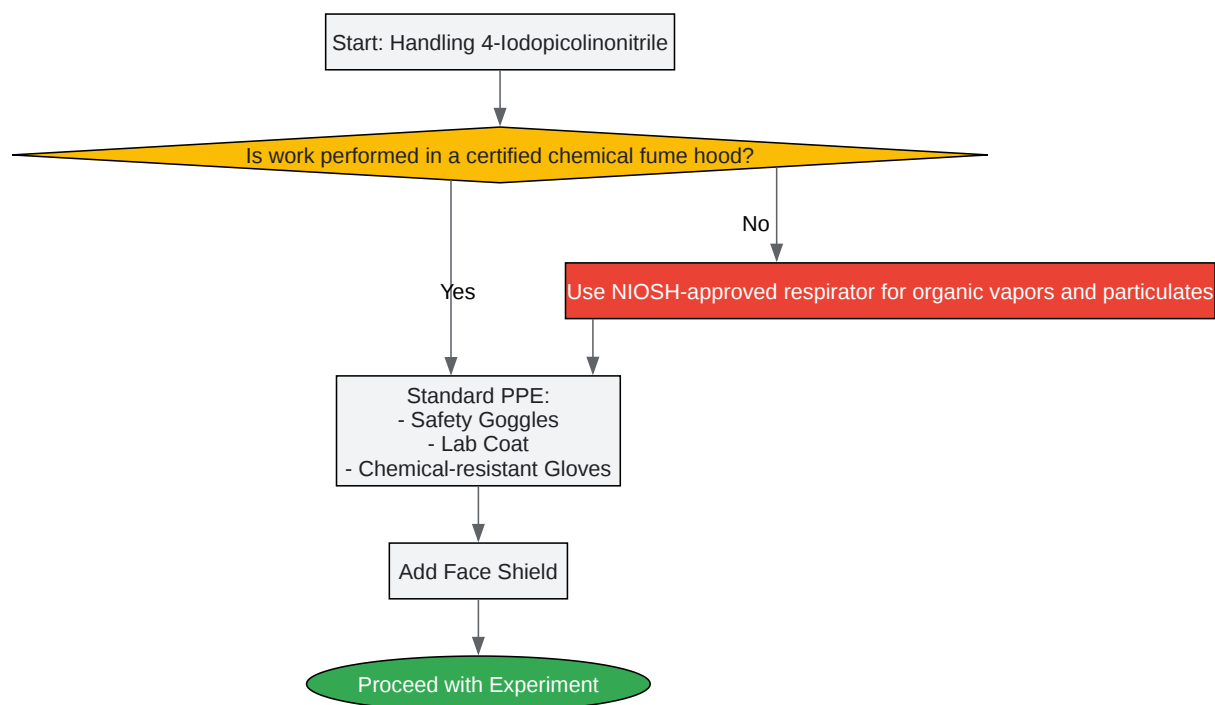 Start: Handling 4-Iodopicolinonitrile
Is work performed in a certified chemical fume hood?
No
Yes
Use NIOSH-approved respirator for organic vapors and particulates
Standard PPE:
- Safety Goggles
- Lab Coat
- Chemical-resistant Gloves
Add Face Shield
Proceed with Experiment